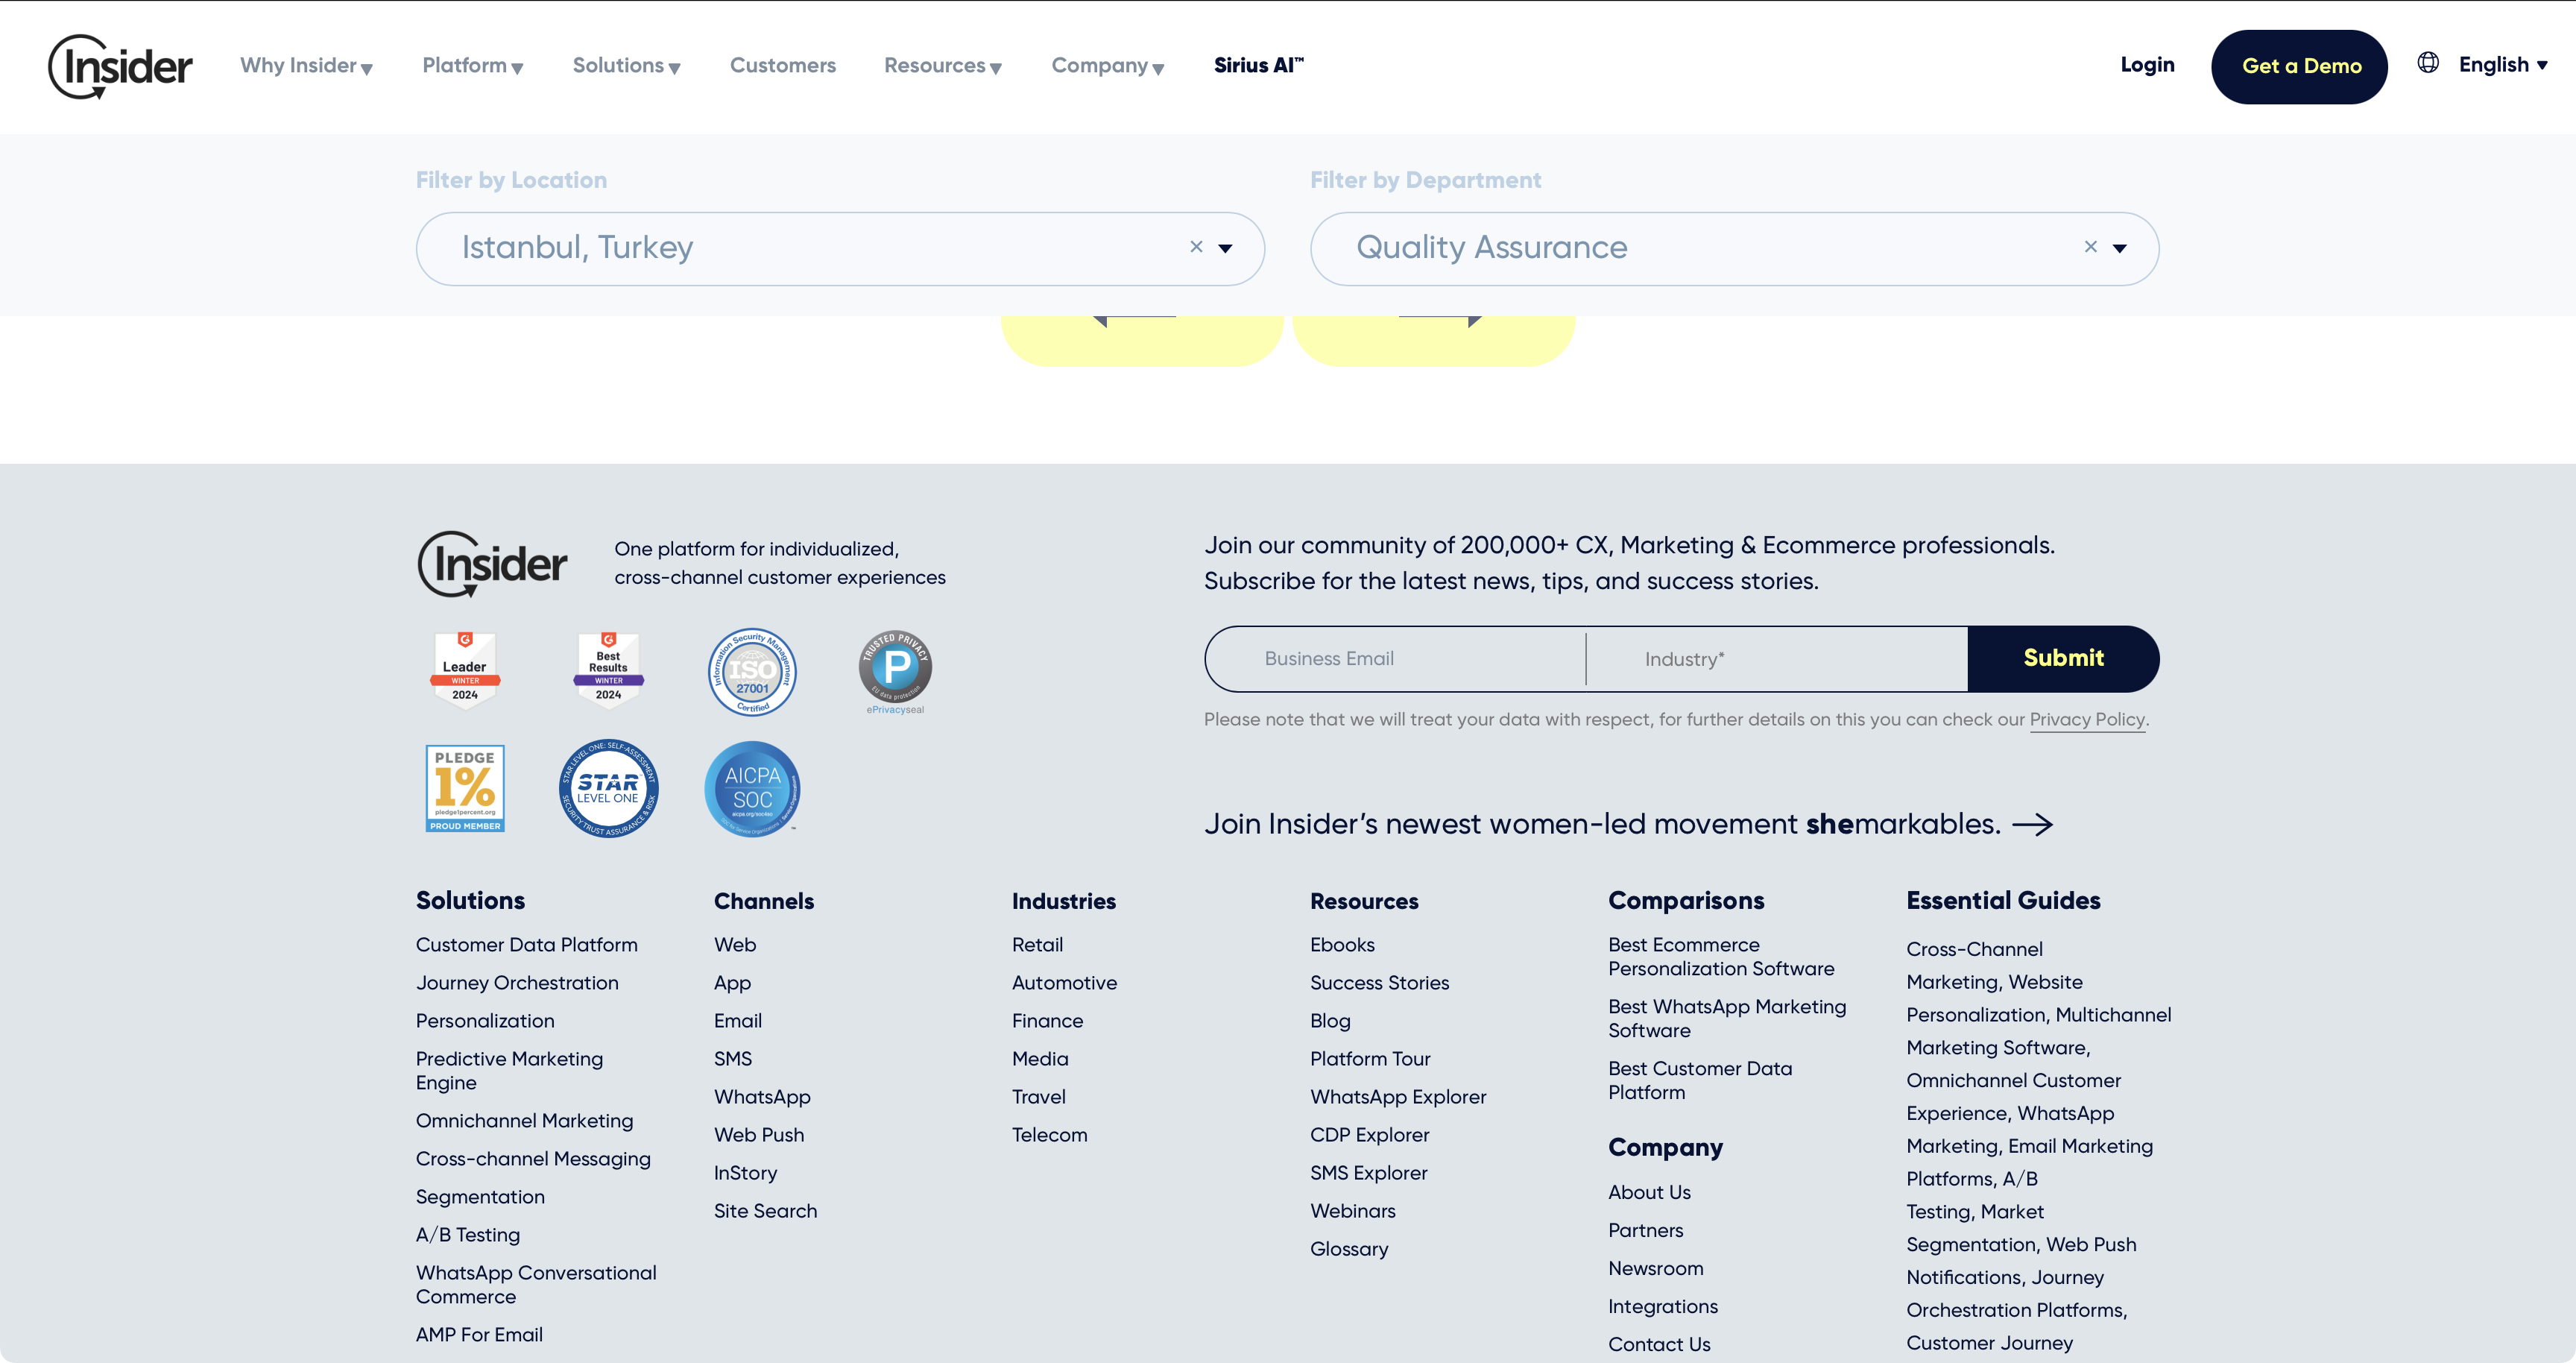 Insider
Why Insider
Platform
Solutions
Customers
Resources
Company
Sirius AI™
Login
Get a Demo
English
Filter by Location
Filter by Department
Istanbul, Turkey
×
Quality Assurance
×
Insider
One platform for individualized,
cross-channel customer experiences
Join our community of 200,000+ CX, Marketing & Ecommerce professionals.
Subscribe for the latest news, tips, and success stories.
Leader
WINTER
2024
Best
Results
WINTER
2024
Information Security Management
ISO
27001
Certified
TRUSTED PRIVACY
P
EU data protection
ePrivacyseal
Business Email
Industry*
Submit
Please note that we will treat your data with respect, for further details on this you can check our Privacy Policy.
PLEDGE
1%
pledge1percent.org
PROUD MEMBER
STAR LEVEL ONE: SELF-ASSESSMENT
STAR
LEVEL ONE
SECURITY TRUST ASSURANCE & RISK
AICPA
SOC
aicpa.org/soc4so
Join Insider’s newest women-led movement shemarkables.
Solutions
Customer Data Platform
Journey Orchestration
Personalization
Predictive Marketing
Engine
Omnichannel Marketing
Cross-channel Messaging
Segmentation
A/B Testing
WhatsApp Conversational
Commerce
AMP For Email
Channels
Web
App
Email
SMS
WhatsApp
Web Push
InStory
Site Search
Industries
Retail
Automotive
Finance
Media
Travel
Telecom
Resources
Ebooks
Success Stories
Blog
Platform Tour
WhatsApp Explorer
CDP Explorer
SMS Explorer
Webinars
Glossary
Comparisons
Best Ecommerce
Personalization Software
Best WhatsApp Marketing
Software
Best Customer Data
Platform
Company
About Us
Partners
Newsroom
Integrations
Contact Us
Essential Guides
Cross-Channel
Marketing, Website
Personalization, Multichannel
Marketing Software,
Omnichannel Customer
Experience, WhatsApp
Marketing, Email Marketing
Platforms, A/B
Testing, Market
Segmentation, Web Push
Notifications, Journey
Orchestration Platforms,
Customer Journey